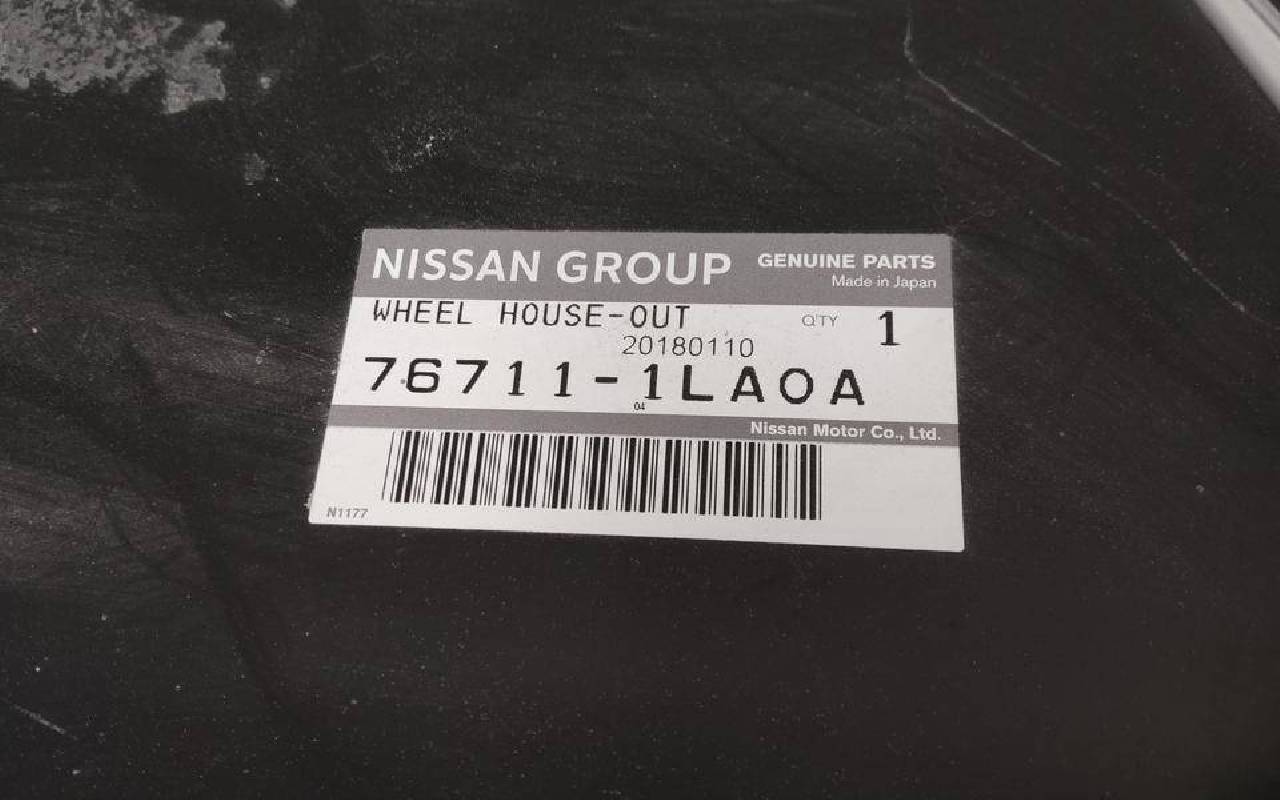 NISSAN GROUP GENUINE PARTS
Made in Japan
WHEEL HOUSE-OUT Q'TY 1
20180110
76711-1LA0A
04
Nissan Motor Co., Ltd.
N1177